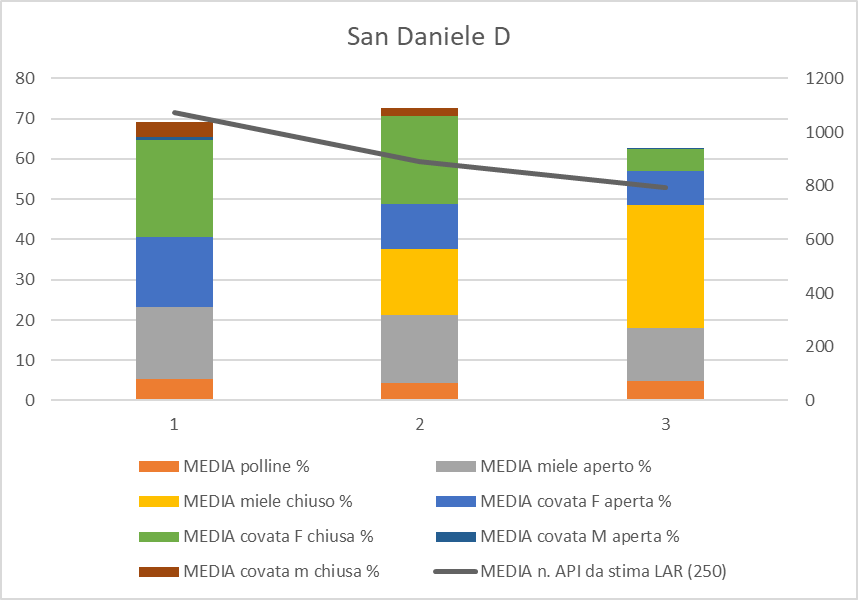 San Daniele D
80
70
60
50
40
30
20
10
0
1200
1000
800
600
400
200
0
1 2 3
MEDIA polline % MEDIA miele aperto %
MEDIA miele chiuso % MEDIA covata F aperta %
MEDIA covata F chiusa % MEDIA covata M aperta %
MEDIA covata m chiusa % MEDIA n. API da stima LAR (250)